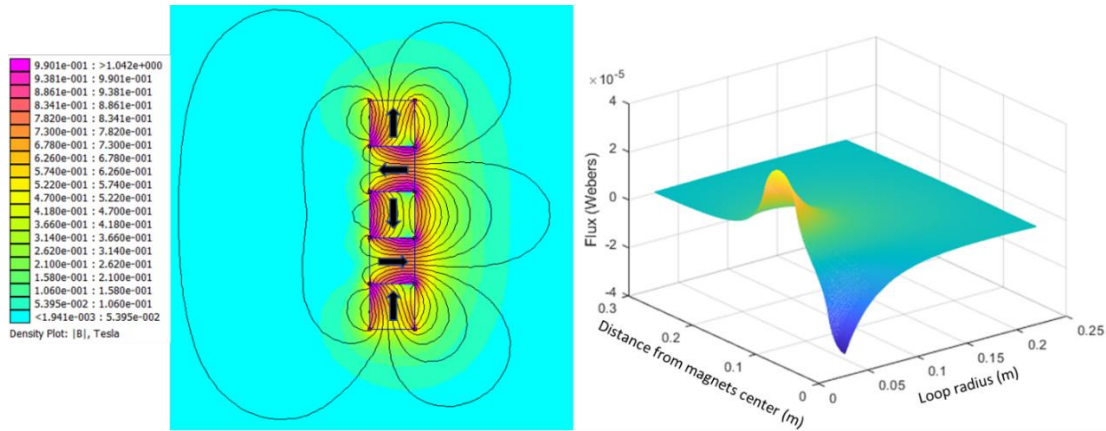 9.901e-001 : >1.042e+000
9.381e-001 : 9.901e-001
8.861e-001 : 9.381e-001
8.341e-001 : 8.861e-001
7.820e-001 : 8.341e-001
7.300e-001 : 7.820e-001
6.780e-001 : 7.300e-001
6.260e-001 : 6.780e-001
5.740e-001 : 6.260e-001
5.220e-001 : 5.740e-001
4.700e-001 : 5.220e-001
4.180e-001 : 4.700e-001
3.660e-001 : 4.180e-001
3.140e-001 : 3.660e-001
2.620e-001 : 3.140e-001
2.100e-001 : 2.620e-001
1.580e-001 : 2.100e-001
1.060e-001 : 1.580e-001
5.395e-002 : 1.060e-001
<1.941e-003 : 5.395e-002
Density Plot: |B|, Tesla
×10-5
4
2
0
-2
-4
Flux (Webers)
0.3
0.2
0.1
0
Distance from magnets center (m)
0
0.05
0.1
0.15
0.2
0.25
Loop radius (m)